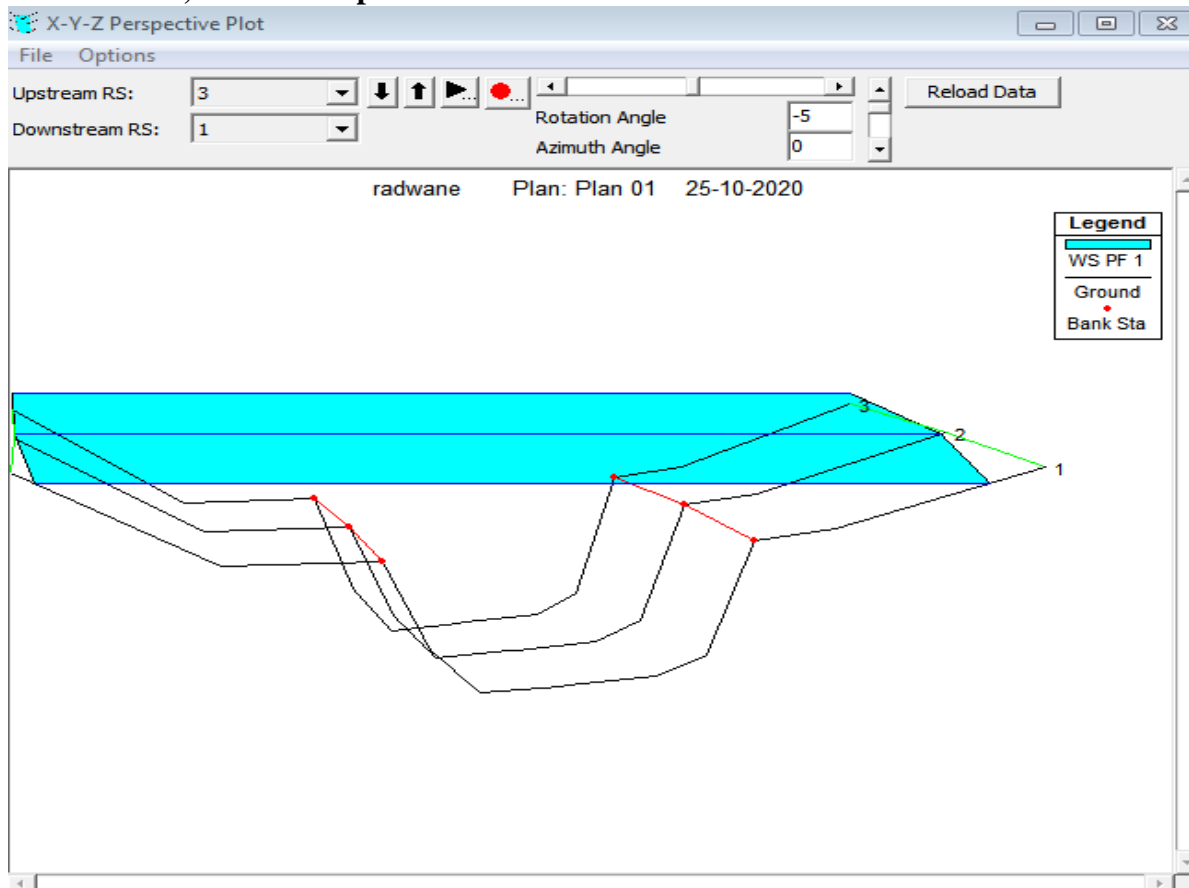 X-Y-Z Perspective Plot
File Options
Upstream RS: 3
Downstream RS: 1
Rotation Angle -5
Azimuth Angle 0
Reload Data
radwane Plan: Plan 01 25-10-2020
Legend
WS PF 1
Ground
Bank Sta
3
2
1